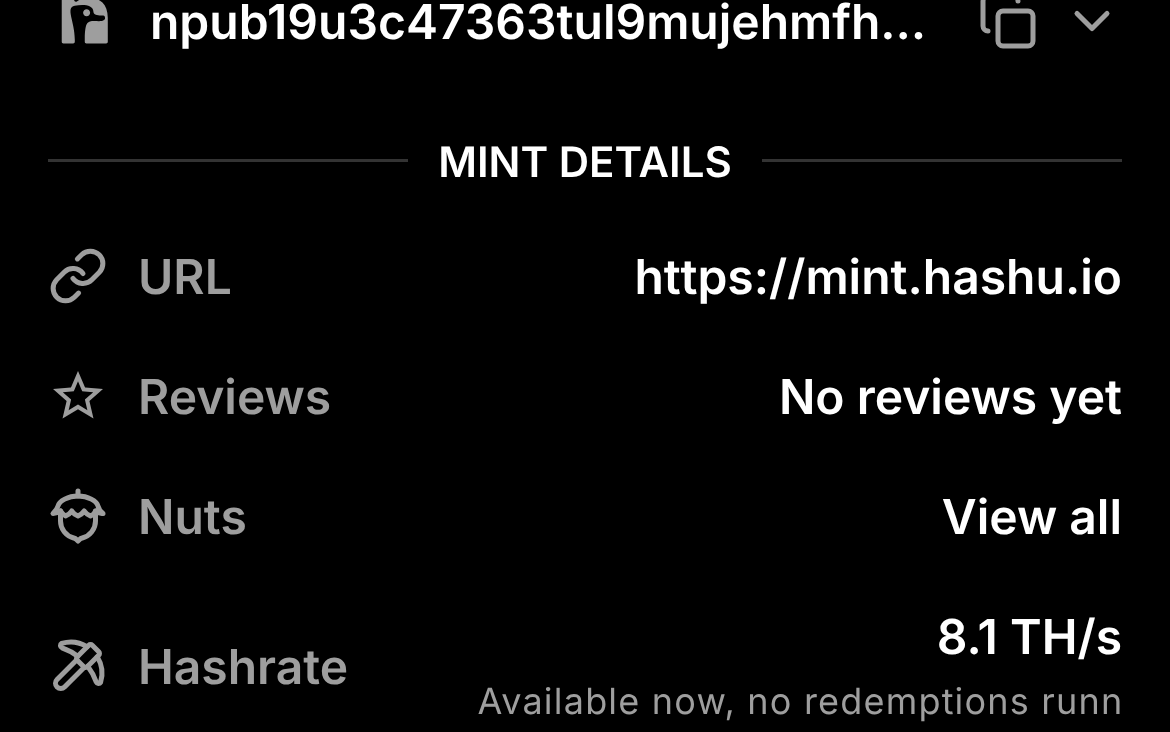 npub19u3c47363tul9mujehmfh...
MINT DETAILS
URL
https://mint.hashu.io
Reviews
No reviews yet
Nuts
View all
Hashrate
8.1 TH/s
Available now, no redemptions runn